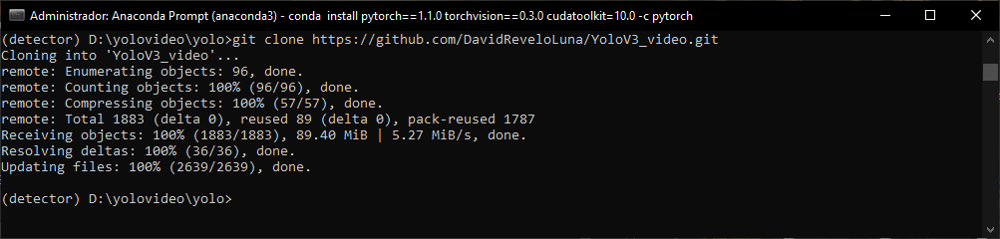 Administrador: Anaconda Prompt (anaconda3) - conda  install pytorch==1.1.0 torchvision==0.3.0 cudatoolkit=10.0 -c pytorch
(detector) D:\yolovideo\yolo>git clone https://github.com/DavidReveloLuna/YoloV3_video.git
Cloning into 'YoloV3_video'...
remote: Enumerating objects: 96, done.
remote: Counting objects: 100% (96/96), done.
remote: Compressing objects: 100% (57/57), done.
remote: Total 1883 (delta 0), reused 89 (delta 0), pack-reused 1787
Receiving objects: 100% (1883/1883), 89.40 MiB | 5.27 MiB/s, done.
Resolving deltas: 100% (36/36), done.
Updating files: 100% (2639/2639), done.
(detector) D:\yolovideo\yolo>